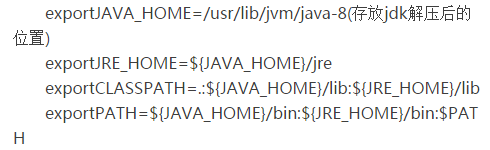 exportJAVA_HOME=/usr/lib/jvm/java-8(存放jdk解压后的
位置)
exportJRE_HOME=${JAVA_HOME}/jre
exportCLASSPATH=.:${JAVA_HOME}/lib:${JRE_HOME}/lib
exportPATH=${JAVA_HOME}/bin:${JRE_HOME}/bin:$PAT
H